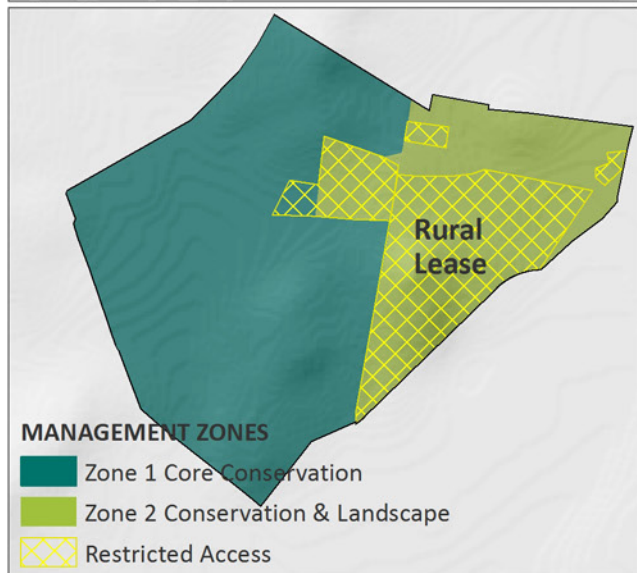 Rural
Lease
MANAGEMENT ZONES
Zone 1 Core Conservation
Zone 2 Conservation & Landscape
Restricted Access